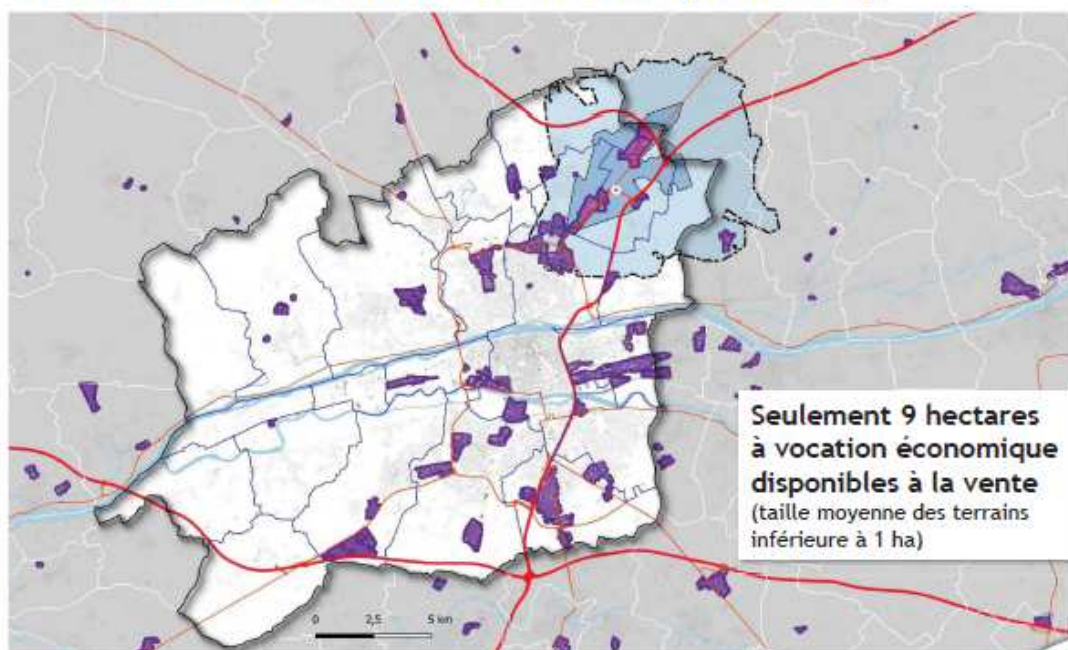 Seulement 9 hectares
à vocation économique
disponibles à la vente
(taille moyenne des terrains
inférieure à 1 ha)
0 2,5 5 km